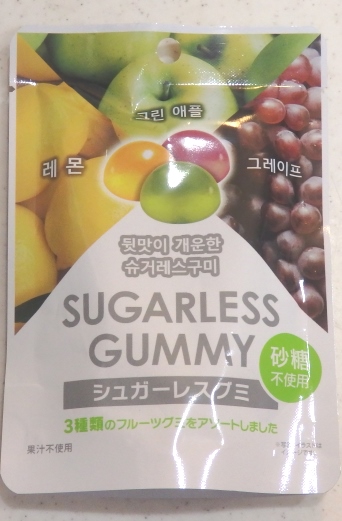 그린 애플
레몬
그레이프
뒷맛이 개운한
슈거레스구미
SUGARLESS
GUMMY
砂糖
不使用
シュガーレスグミ
3種類のフルーツグミをアソートしました
果汁不使用